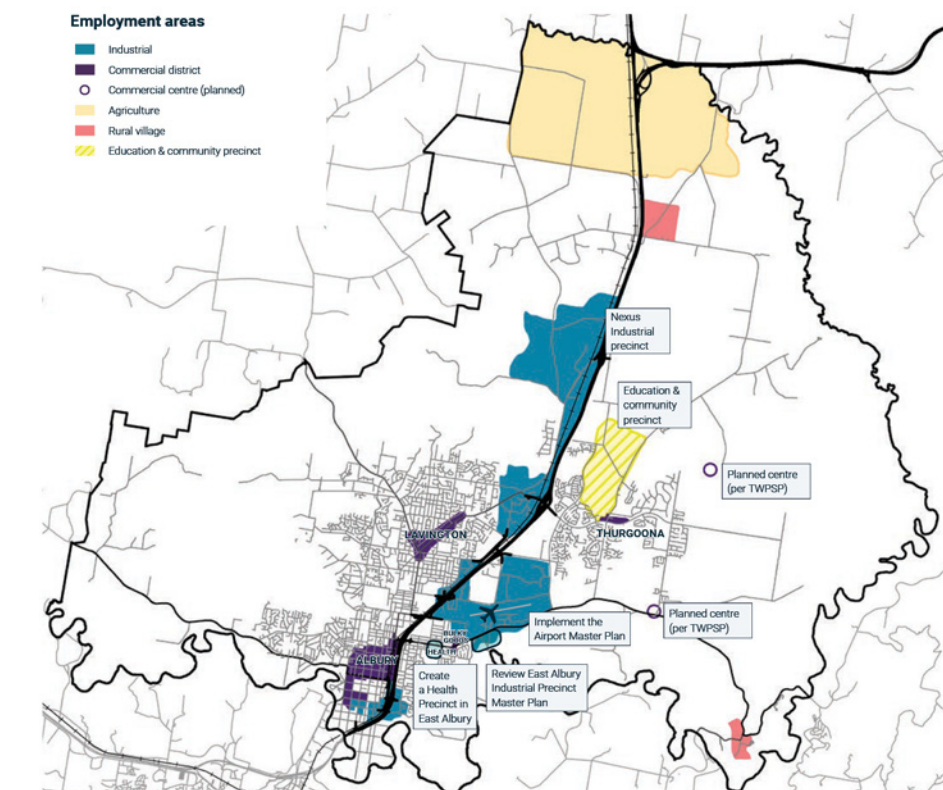 Employment areas
Industrial
Commercial district
Commercial centre (planned)
Agriculture
Rural village
Education & community precinct
Nexus
Industrial
precinct
Education &
community
precinct
Planned centre
(per TWPSP)
LAVINGTON
THURGOONA
Planned centre
(per TWPSP)
Implement the
Airport Master Plan
BULKY
GOODS
HEALTH
ALBURY
Create
a Health
Precinct in
East Albury
Review East Albury
Industrial Precinct
Master Plan